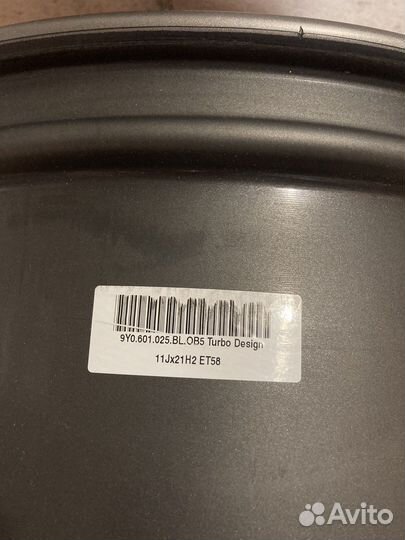 9Y0.601.025.BL.OB5 Turbo Design
11Jx21H2 ET58
Avito